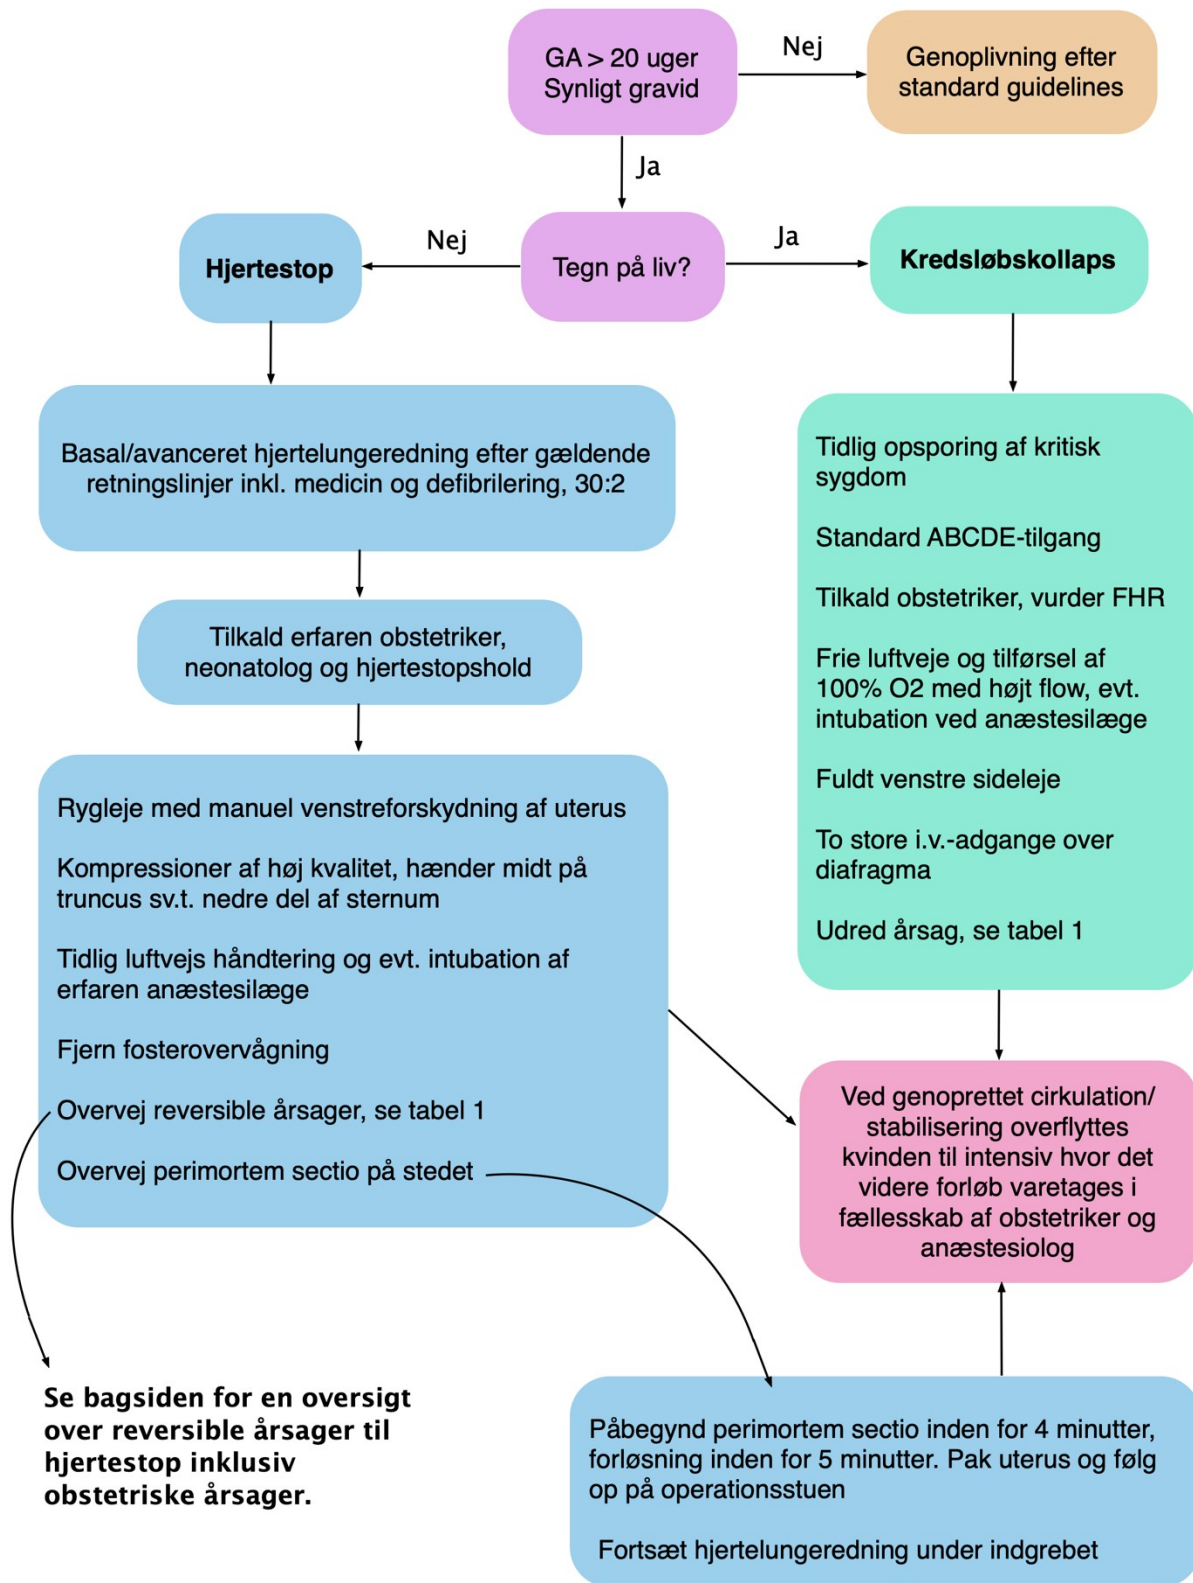 GA > 20 uger
Synligt gravid
Nej
Genoplivning efter
standard guidelines
Ja
Hjertestop
Nej
Tegn på liv?
Ja
Kredsløbskollaps
Basal/avanceret hjertelungeredning efter gældende
retningslinjer inkl. medicin og defibrilering, 30:2
Tilkald erfaren obstetriker,
neonatolog og hjertestopshold
Rygleje med manuel venstreforskydning af uterus
Kompressioner af høj kvalitet, hænder midt på
truncus sv.t. nedre del af sternum
Tidlig luftvejs håndtering og evt. intubation af
erfaren anæstesilæge
Fjern fosterovervågning
Overvej reversible årsager, se tabel 1
Overvej perimortem sectio på stedet
Tidlig opsporing af kritisk
sygdom
Standard ABCDE-tilgang
Tilkald obstetriker, vurder FHR
Frie luftveje og tilførsel af
100% O2 med højt flow, evt.
intubation ved anæstesilæge
Fuldt venstre sideleje
To store i.v.-adgange over
diafragma
Udred årsag, se tabel 1
Ved genoprettet cirkulation/
stabilisering overflyttes
kvinden til intensiv hvor det
videre forløb varetages i
fællesskab af obstetriker og
anæstesiolog
Se bagsiden for en oversigt
over reversible årsager til
hjertestop inklusiv
obstetriske årsager.
Påbegynd perimortem sectio inden for 4 minutter,
forløsning inden for 5 minutter. Pak uterus og følg
op på operationsstuen
Fortsæt hjertelungeredning under indgrebet